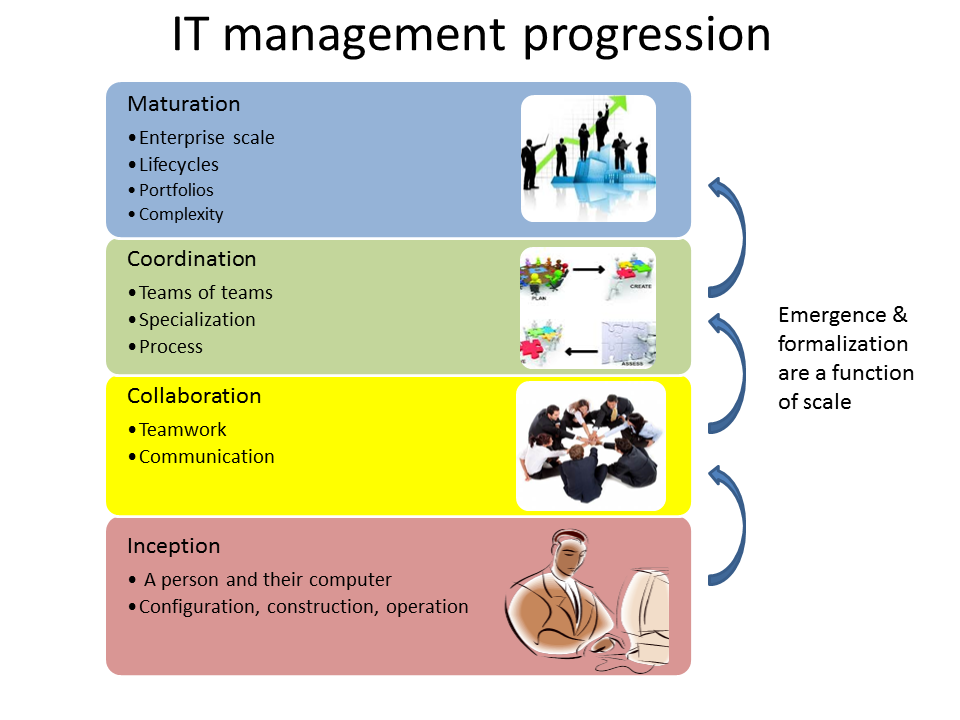 IT management progression
Maturation
•Enterprise scale
•Lifecycles
•Portfolios
•Complexity
Coordination
•Teams of teams
•Specialization
•Process
PLAN
CREATE
ASSESS
Collaboration
•Teamwork
•Communication
Inception
• A person and their computer
•Configuration, construction, operation
Emergence &
formalization
are a function
of scale